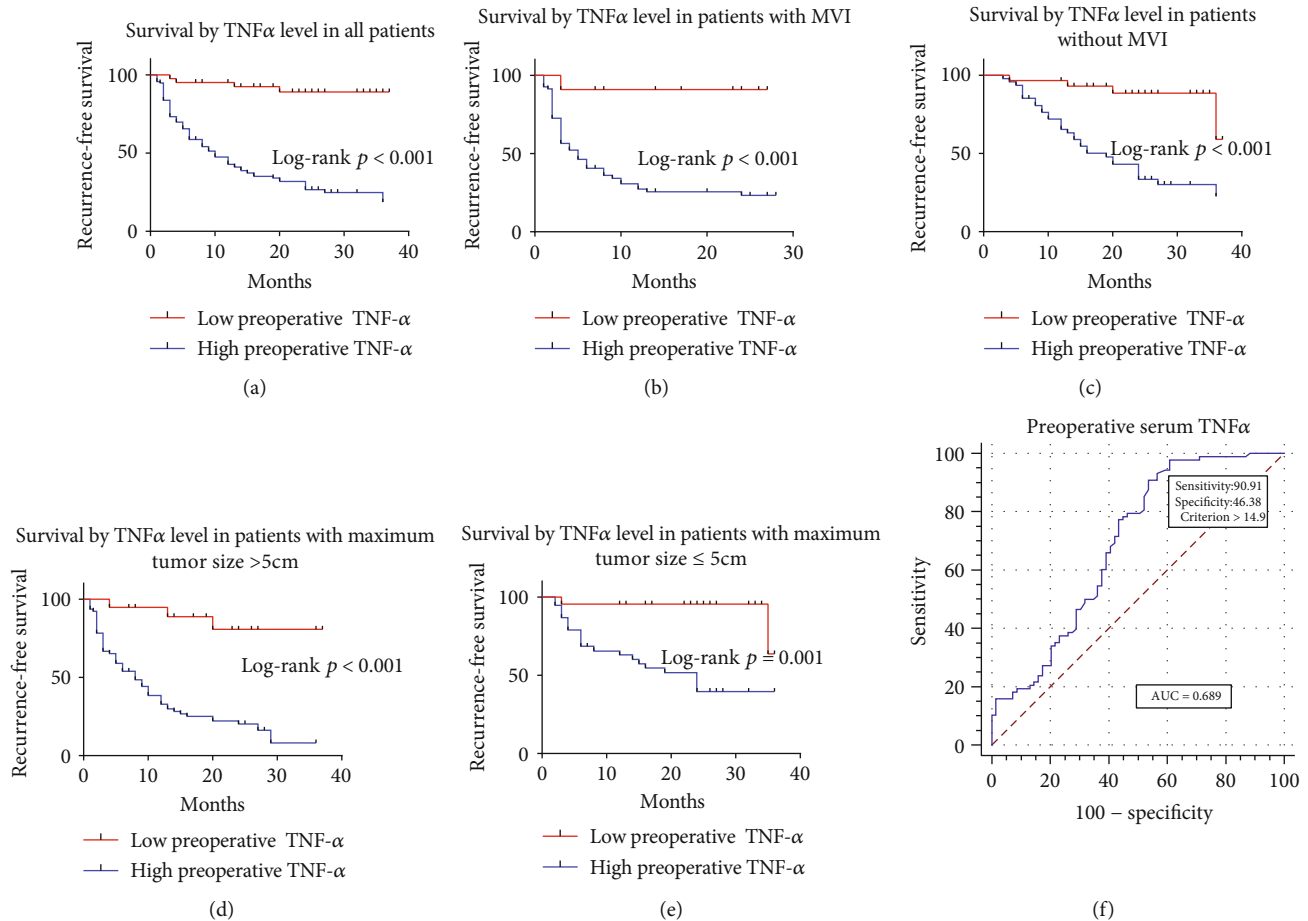 Survival by TNFα level in all patients
Recurrence-free survival
100
50
0
Log-rank p < 0.001
0 10 20 30 40
Months
Low preoperative TNF-α
High preoperative TNF-α
(a)
Survival by TNFα level in patients with MVI
Recurrence-free survival
100
50
0
Log-rank p < 0.001
0 10 20 30
Months
Low preoperative TNF-α
High preoperative TNF-α
(b)
Survival by TNFα level in patients
without MVI
Recurrence-free survival
100
50
0
Log-rank p < 0.001
0 10 20 30 40
Months
Low preoperative TNF-α
High preoperative TNF-α
(c)
Survival by TNFα level in patients with maximum
tumor size >5cm
Recurrence-free survival
100
50
0
Log-rank p < 0.001
0 10 20 30 40
Months
Low preoperative TNF-α
High preoperative TNF-α
(d)
Survival by TNFα level in patients with maximum
tumor size ≤ 5cm
Recurrence-free survival
100
50
0
Log-rank p = 0.001
0 10 20 30 40
Months
Low preoperative TNF-α
High preoperative TNF-α
(e)
Preoperative serum TNFα
Sensitivity
100
80
60
40
20
0
Sensitivity:90.91
Specificity:46.38
Criterion > 14.9
AUC = 0.689
0 20 40 60 80 100
100 − specificity
(f)